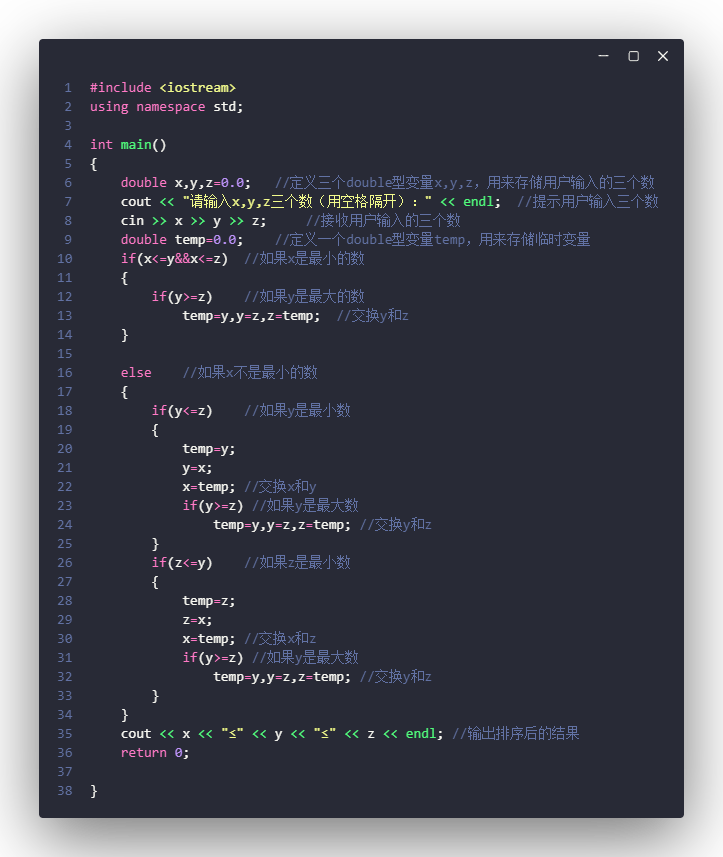 1 #include <iostream>
2 using namespace std;
3
4 int main()
5 {
6     double x,y,z=0.0;   //定义三个double型变量x,y,z，用来存储用户输入的三个数
7     cout << "请输入x,y,z三个数（用空格隔开）：" << endl;  //提示用户输入三个数
8     cin >> x >> y >> z;     //接收用户输入的三个数
9     double temp=0.0;    //定义一个double型变量temp，用来存储临时变量
10     if(x<=y&&x<=z)  //如果x是最小的数
11     {
12         if(y>=z)    //如果y是最大的数
13             temp=y,y=z,z=temp;  //交换y和z
14     }
15
16     else    //如果x不是最小的数
17     {
18         if(y<=z)    //如果y是最小数
19         {
20             temp=y;
21             y=x;
22             x=temp; //交换x和y
23             if(y>=z) //如果y是最大数
24                 temp=y,y=z,z=temp; //交换y和z
25         }
26         if(z<=y)    //如果z是最小数
27         {
28             temp=z;
29             z=x;
30             x=temp; //交换x和z
31             if(y>=z) //如果y是最大数
32                 temp=y,y=z,z=temp; //交换y和z
33         }
34     }
35     cout << x << "≤" << y << "≤" << z << endl; //输出排序后的结果
36     return 0;
37
38 }